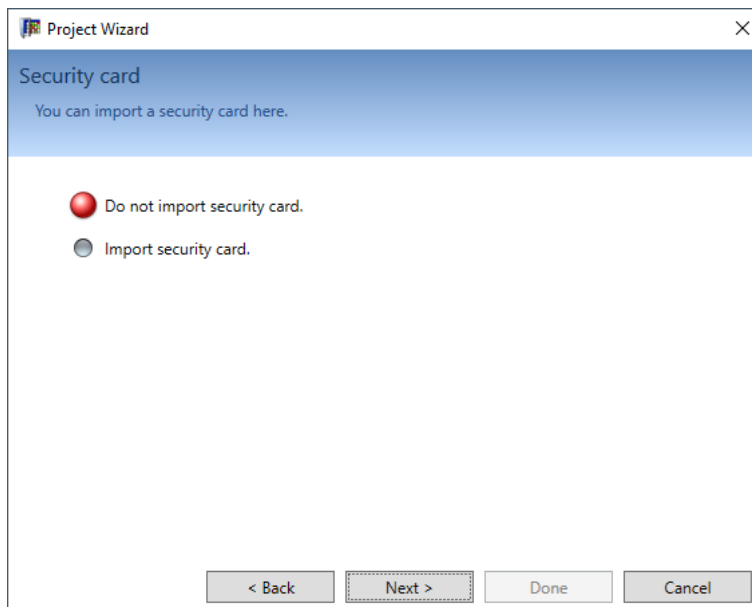 Project Wizard
Security card
You can import a security card here.
Do not import security card.
Import security card.
< Back Next > Done Cancel